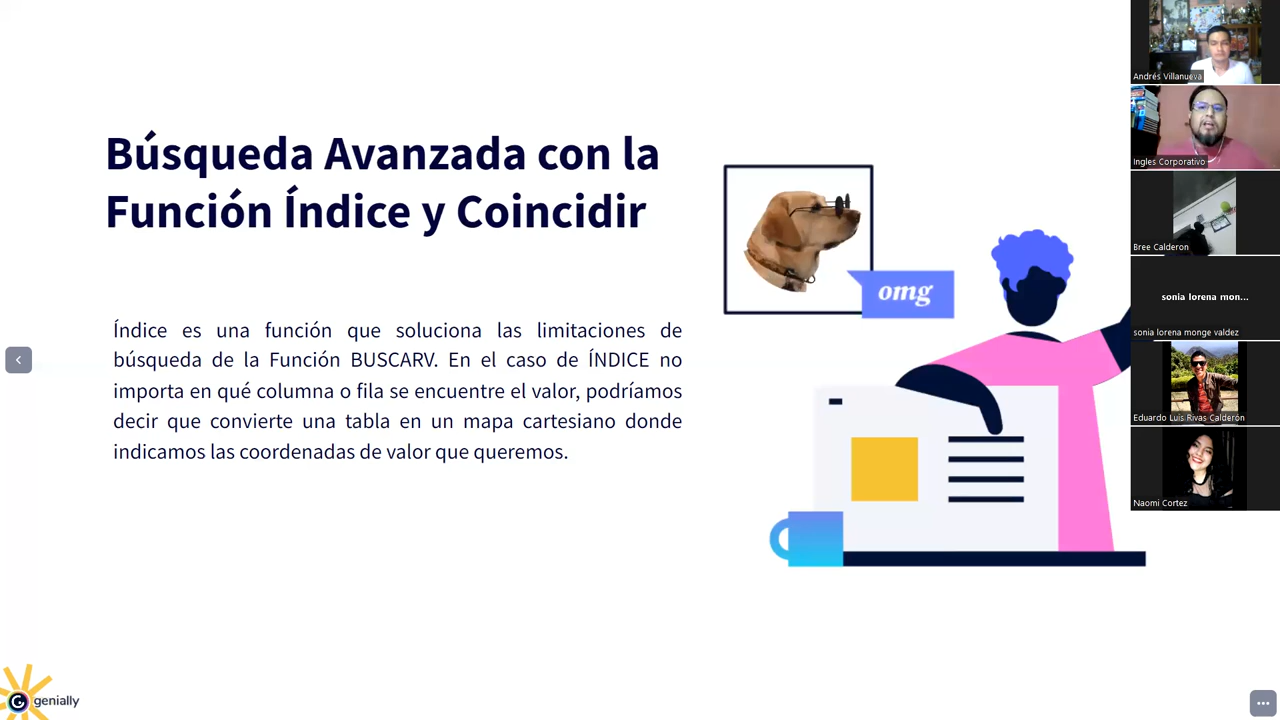 Búsqueda Avanzada con la
Función Índice y Coincidir
Índice es una función que soluciona las limitaciones de
búsqueda de la Función BUSCARV. En el caso de ÍNDICE no
importa en qué columna o fila se encuentre el valor, podríamos
decir que convierte una tabla en un mapa cartesiano donde
indicamos las coordenadas de valor que queremos.
omg
genially
Andrés Villanueva
Ingles Corporativo
Bree Calderon
sonia lorena mon...
sonia lorena monge valdez
Eduardo Luis Rivas Calderón
Naomi Cortez